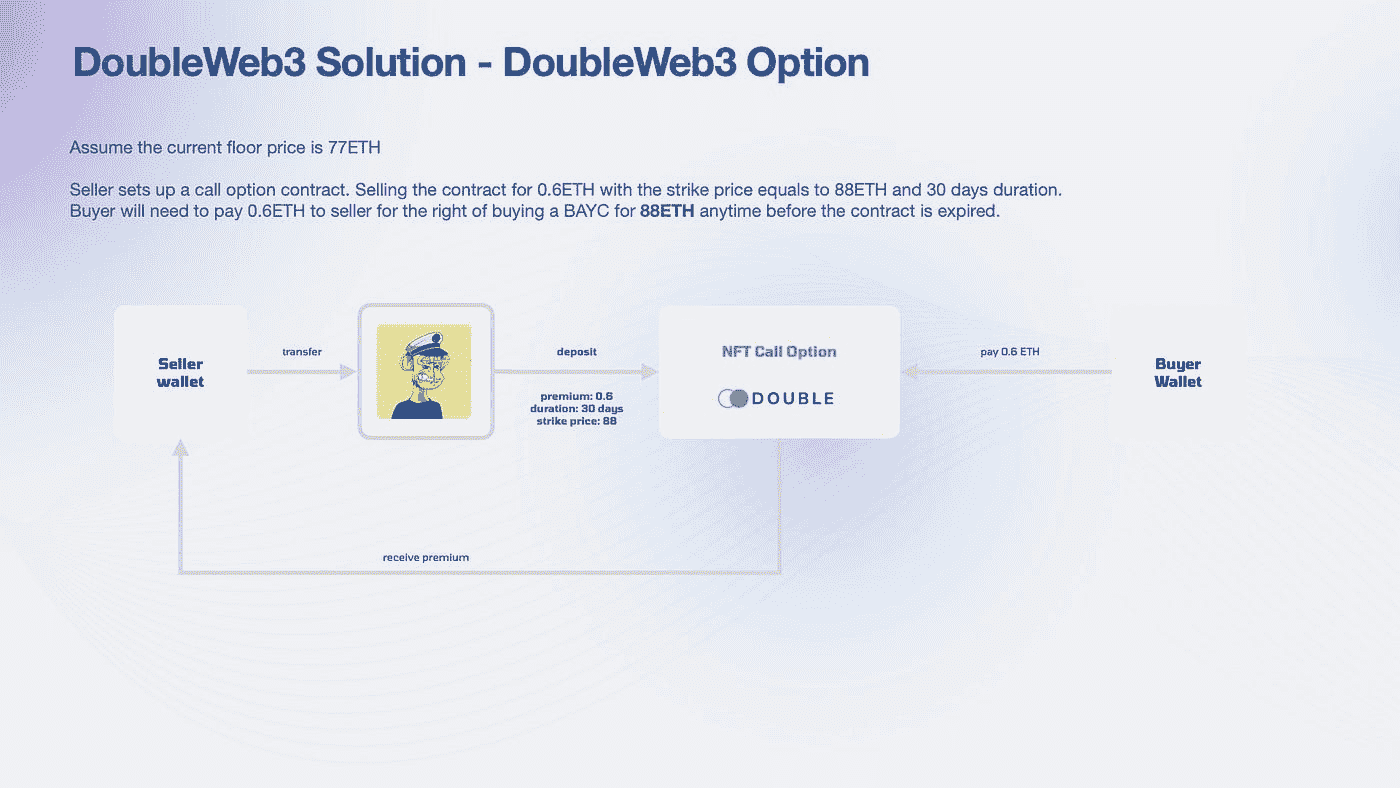 DoubleWeb3 Solution - DoubleWeb3 Option
Assume the current floor price is 77ETH
Seller sets up a call option contract. Selling the contract for 0.6ETH with the strike price equals to 88ETH and 30 days duration.
Buyer will need to pay 0.6ETH to seller for the right of buying a BAYC for 88ETH anytime before the contract is expired.
Seller
wallet
transfer
deposit
premium: 0.6
duration: 30 days
strike price: 88
NFT Call Option
DOUBLE
pay 0.6 ETH
Buyer
Wallet
receive premium